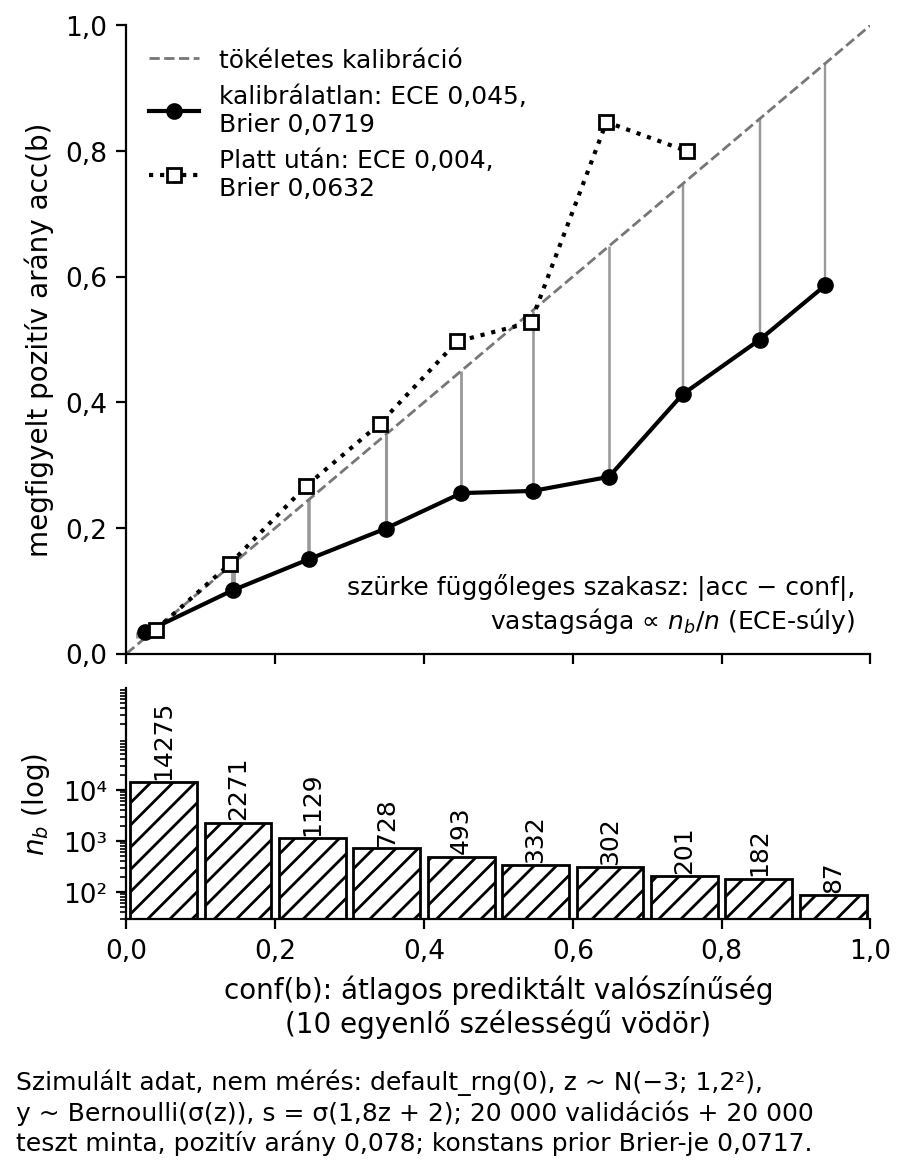 1,0
0,8
0,6
0,4
0,2
0,0
megfigyelt pozitív arány acc(b)
tökéletes kalibráció
kalibrálatlan: ECE 0,045,
Brier 0,0719
Platt után: ECE 0,004,
Brier 0,0632
szürke függőleges szakasz: |acc − conf|,
vastagsága ∝ n_b/n (ECE-súly)
n_b (log)
10⁴
10³
10²
14275
2271
1129
728
493
332
302
201
182
87
0,0 0,2 0,4 0,6 0,8 1,0
conf(b): átlagos prediktált valószínűség
(10 egyenlő szélességű vödör)
Szimulált adat, nem mérés: default_rng(0), z ~ N(−3; 1,2²),
y ~ Bernoulli(σ(z)), s = σ(1,8z + 2); 20 000 validációs + 20 000
teszt minta, pozitív arány 0,078; konstans prior Brier-je 0,0717.